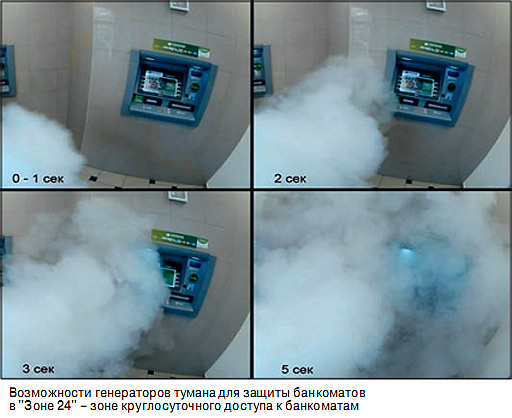 0 - 1 сек
2 сек
3 сек
5 сек
Возможности генераторов тумана для защиты банкоматов
в "Зоне 24" – зоне круглосуточного доступа к банкоматам